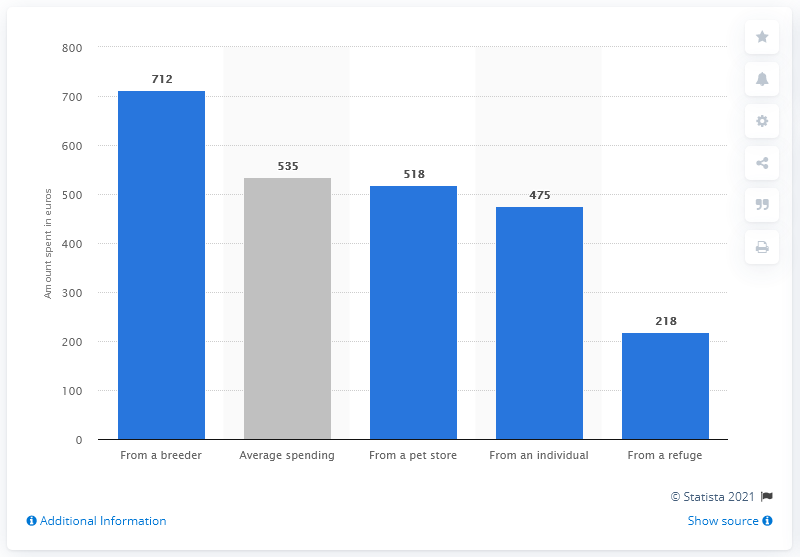 800
700
600
500
400
300
200
100
0
Amount spent in euros
712
535
518
475
218
From a breeder
Average spending
From a pet store
From an individual
From a refuge
© Statista 2021
Additional Information
Show source